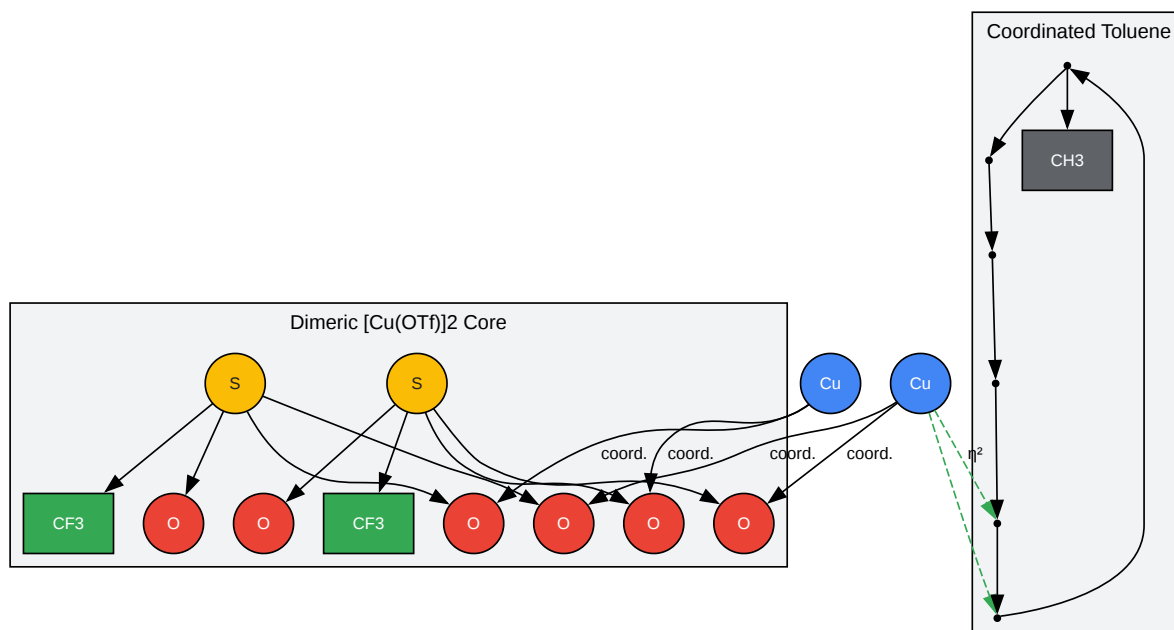 Coordinated Toluene
CH3
Dimeric [Cu(OTf)]2 Core
S
S
Cu
Cu
coord.
coord.
coord.
coord.
η²
CF3
O
O
CF3
O
O
O
O